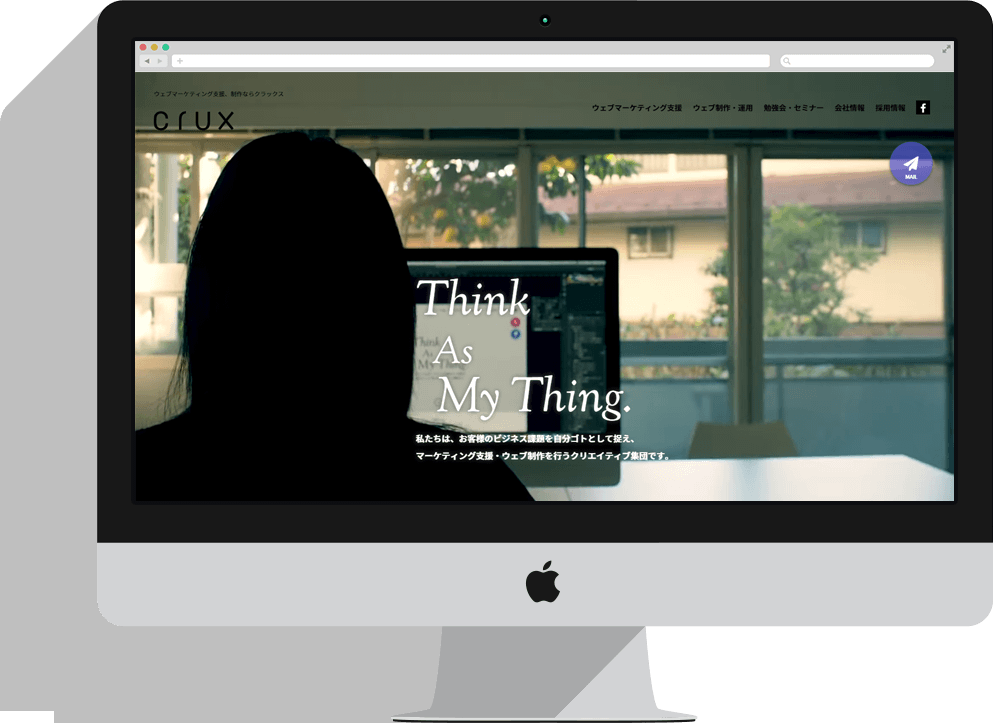 ウェブマーケティング支援、制作ならクラックス
crux
ウェブマーケティング支援 ウェブ制作・運用 勉強会・セミナー 会社情報 採用情報 f
MAIL
Think
As
My Thing.
Think
As
My Thing
私たちは、お客様のビジネス課題を自分ゴトとして捉え、
マーケティング支援・ウェブ制作を行うクリエイティブ集団です。